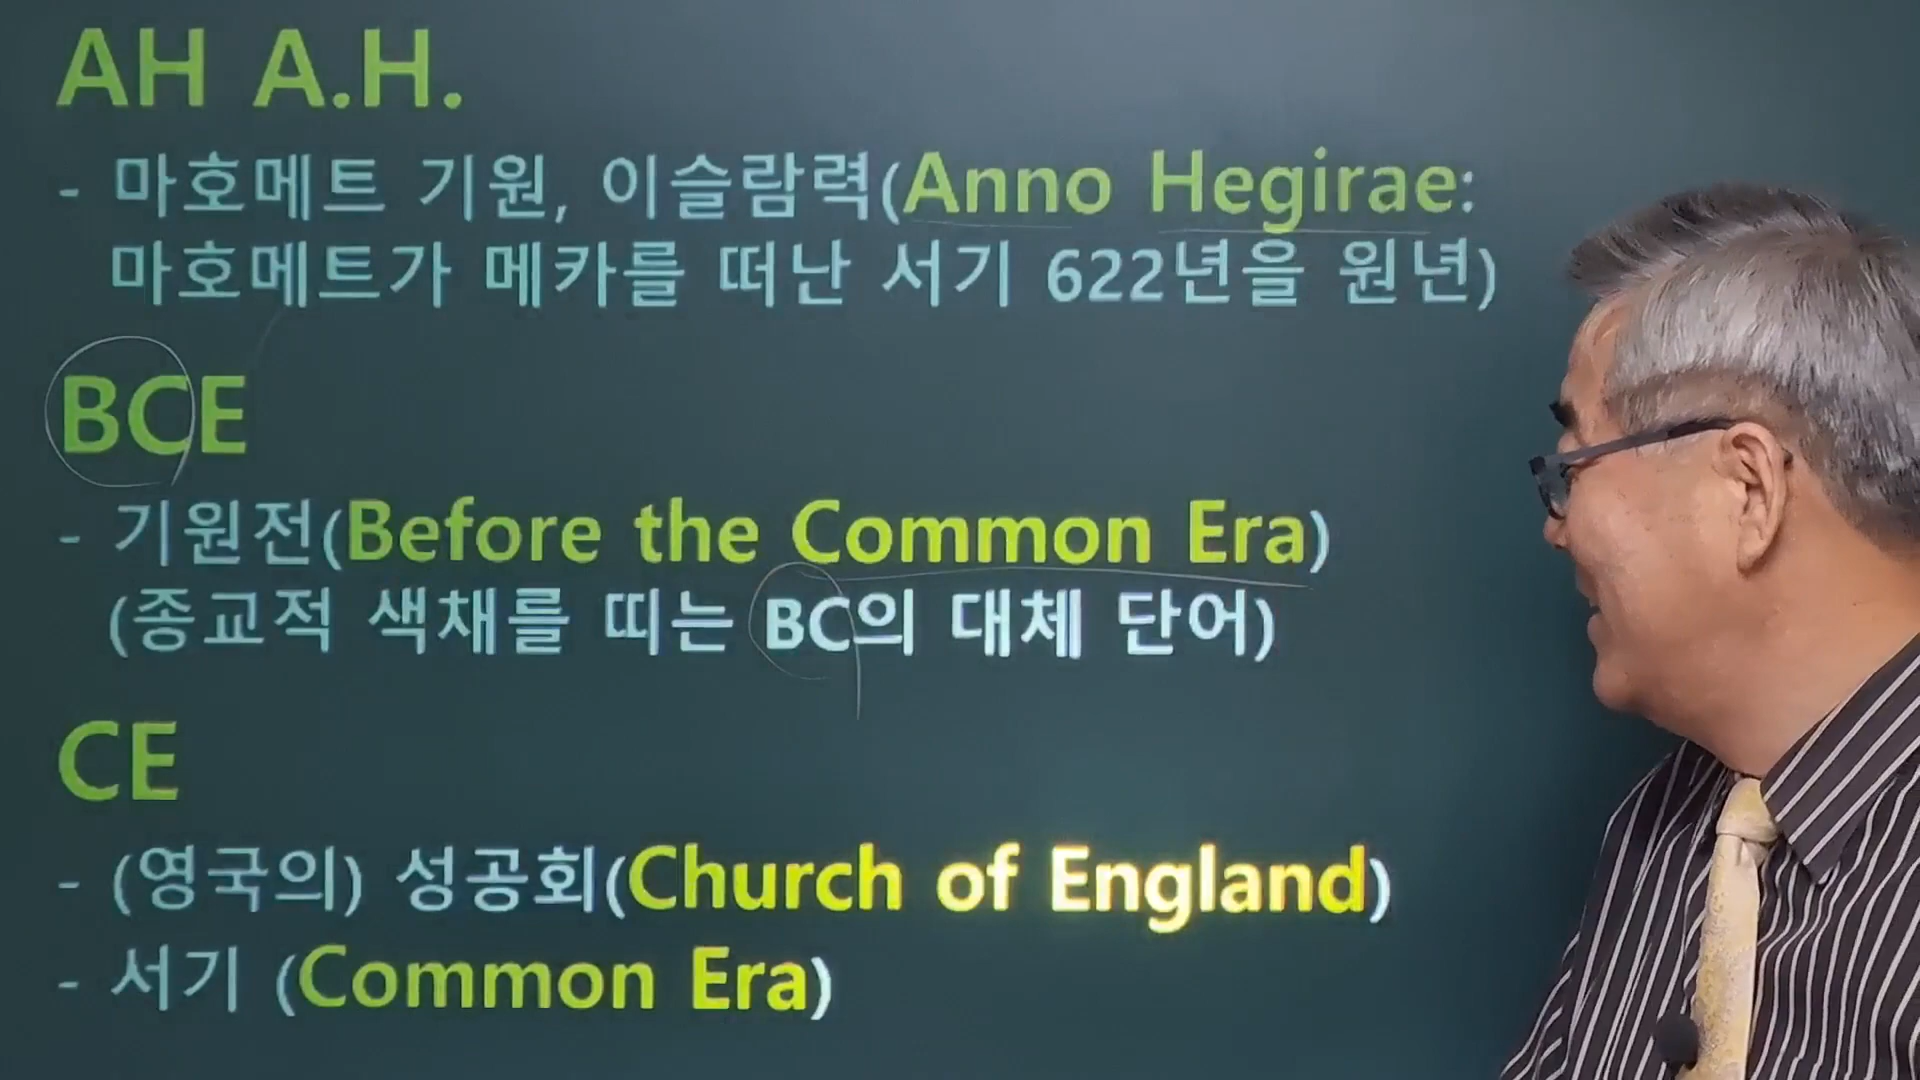 AH A.H.
- 마호메트 기원, 이슬람력(Anno Hegirae:
마호메트가 메카를 떠난 서기 622년을 원년)
BCE
- 기원전(Before the Common Era)
(종교적 색채를 띠는 BC의 대체 단어)
CE
- (영국의) 성공회(Church of England)
- 서기 (Common Era)